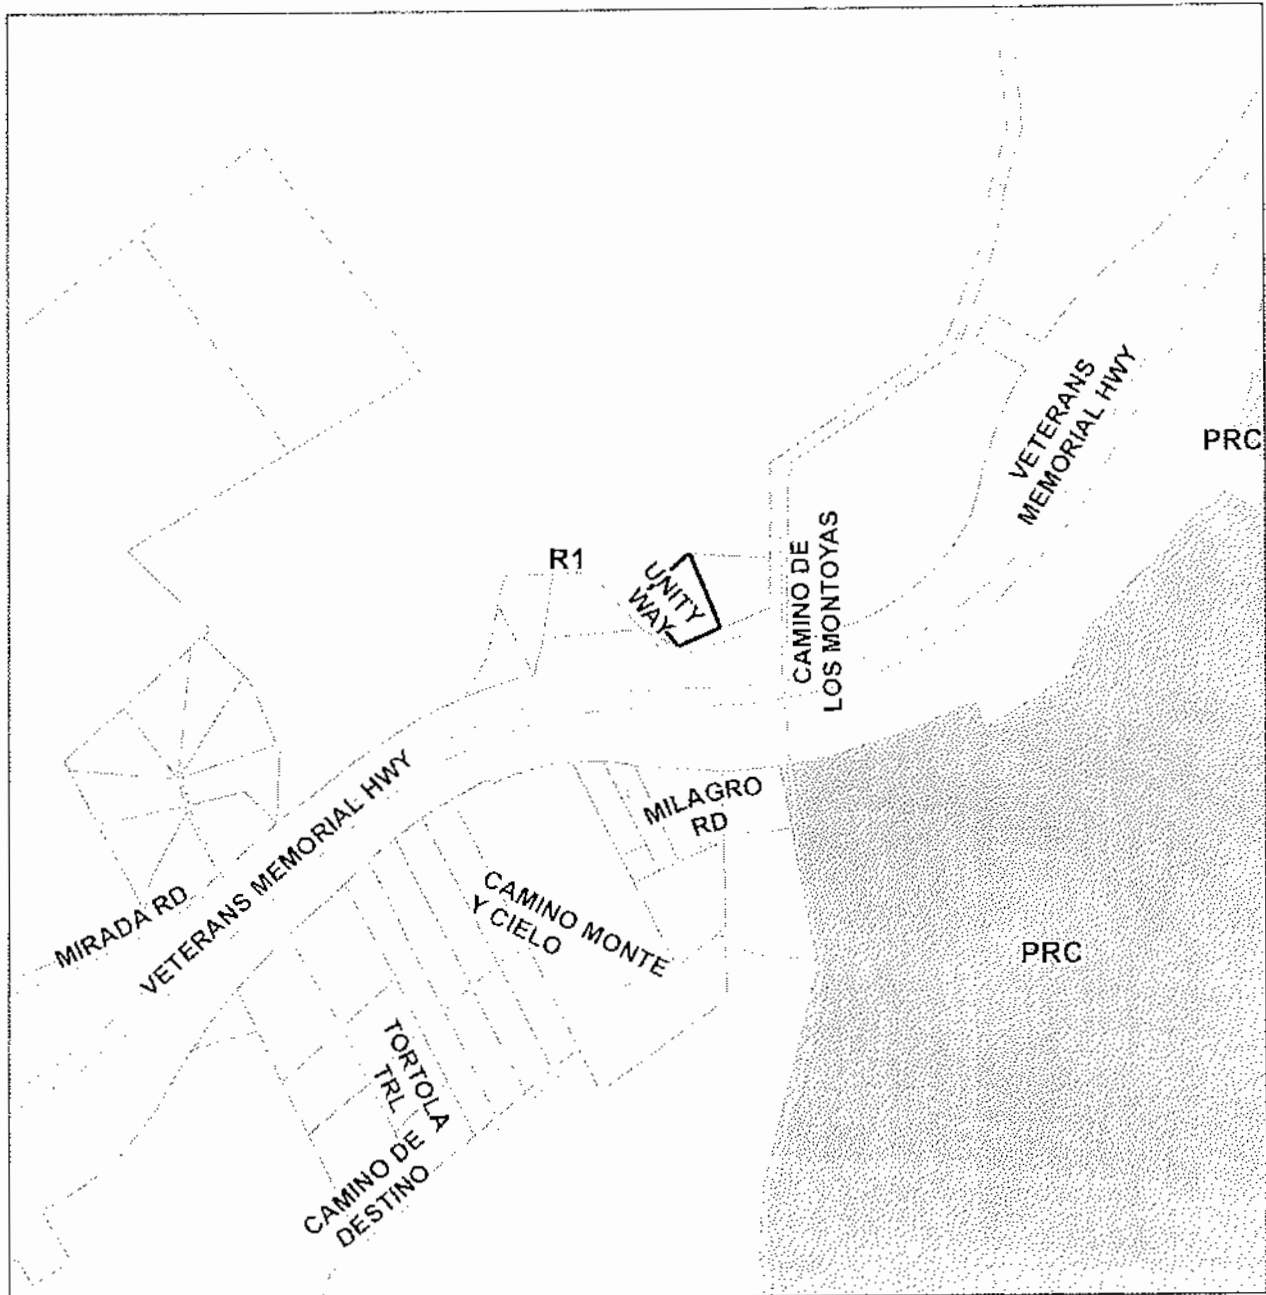 VETERANS
MEMORIAL HWY
PRC
R1
UNITY
WAY
CAMINO DE
LOS MONTOYAS
VETERANS MEMORIAL HWY
MILAGRO
RD
MIRADA RD
CAMINO MONTE
Y CIELO
PRC
TORTOLA
TRL
CAMINO DE
DESTINO